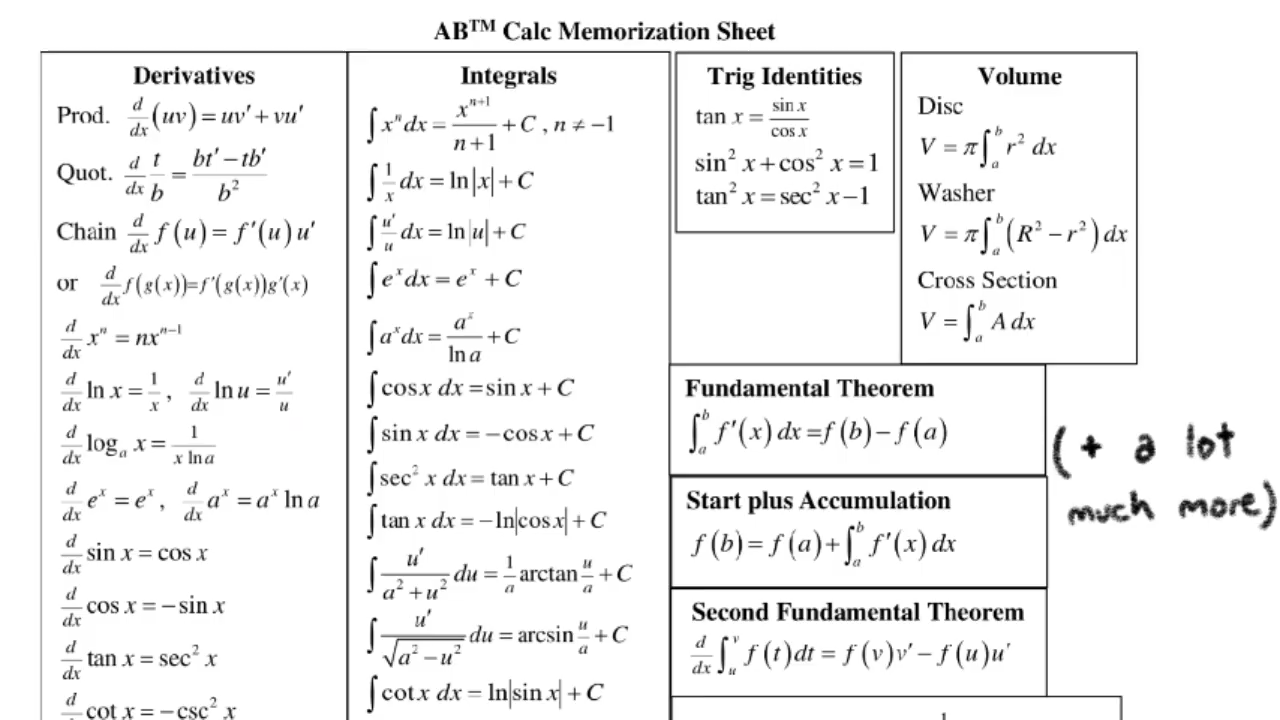 AB™ Calc Memorization Sheet
Derivatives
Prod. d/dx (uv) = uv′ + vu′
Quot. d/dx t/b = (bt′ − tb′)/b²
Chain d/dx f(u) = f′(u)u′
or d/dx f(g(x))=f′(g(x))g′(x)
d/dx xⁿ = nxⁿ⁻¹
d/dx ln x = 1/x , d/dx ln u = u′/u
d/dx logₐ x = 1/(x ln a)
d/dx eˣ = eˣ , d/dx aˣ = aˣ ln a
d/dx sin x = cos x
d/dx cos x = −sin x
d/dx tan x = sec² x
d/dx cot x = −csc² x
Integrals
∫ xⁿ dx = xⁿ⁺¹/(n+1) + C , n ≠ −1
∫ 1/x dx = ln|x| + C
∫ u′/u dx = ln|u| + C
∫ eˣ dx = eˣ + C
∫ aˣ dx = aˣ/ln a + C
∫ cos x dx = sin x + C
∫ sin x dx = −cos x + C
∫ sec² x dx = tan x + C
∫ tan x dx = −ln|cos x| + C
∫ u′/(a² + u²) du = 1/a arctan u/a + C
∫ u′/√(a² − u²) du = arcsin u/a + C
∫ cot x dx = ln|sin x| + C
Trig Identities
tan x = sin x/cos x
sin² x + cos² x = 1
tan² x = sec² x − 1
Volume
Disc
V = π∫ₐᵇ r² dx
Washer
V = π∫ₐᵇ (R² − r²) dx
Cross Section
V = ∫ₐᵇ A dx
Fundamental Theorem
∫ₐᵇ f′(x) dx = f(b) − f(a)
Start plus Accumulation
f(b) = f(a) + ∫ₐᵇ f′(x) dx
Second Fundamental Theorem
d/dx ∫ᵤᵛ f(t)dt = f(v)v′ − f(u)u′
(+ a lot
much more)